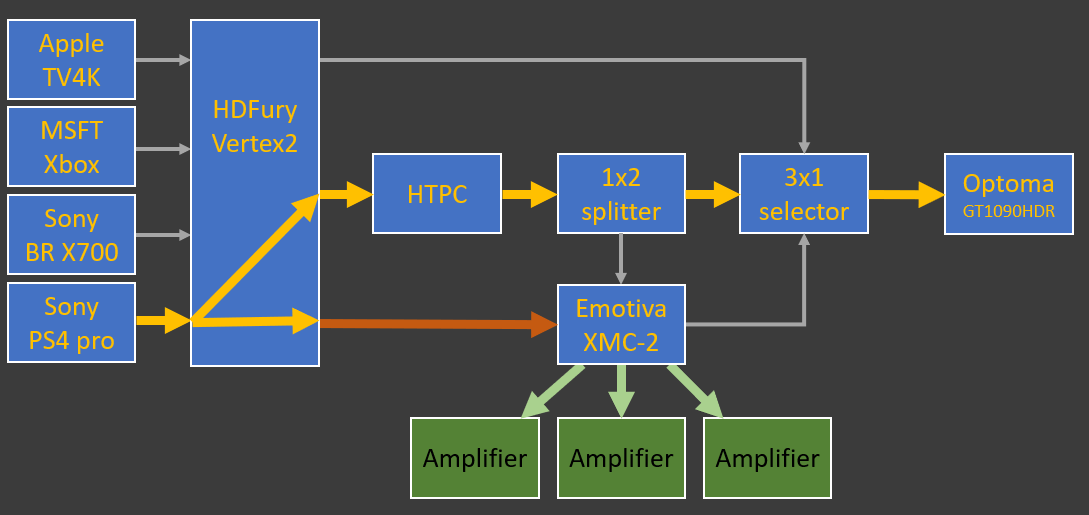 Apple
TV4K
MSFT
Xbox
Sony
BR X700
Sony
PS4 pro
HDFury
Vertex2
HTPC
1x2
splitter
3x1
selector
Optoma
GT1090HDR
Emotiva
XMC-2
Amplifier
Amplifier
Amplifier